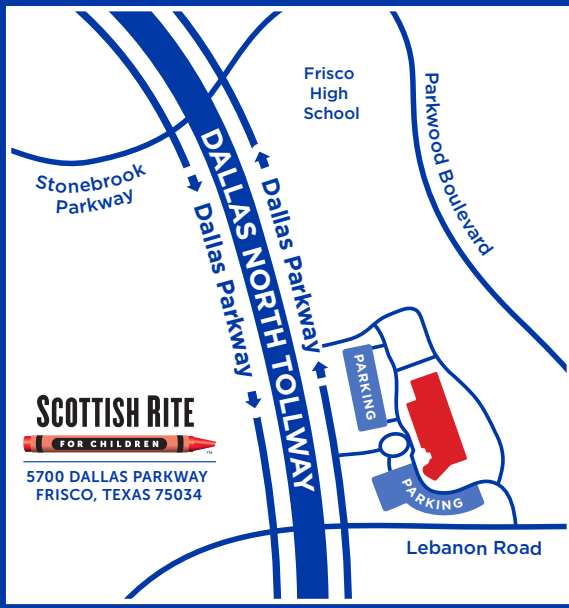 Frisco
High
School
Parkwood Boulevard
Stonebrook
Parkway
DALLAS NORTH TOLLWAY
Dallas Parkway
Dallas Parkway
PARKING
SCOTTISH RITE
FOR CHILDREN
TM
5700 DALLAS PARKWAY
FRISCO, TEXAS 75034
PARKING
Lebanon Road